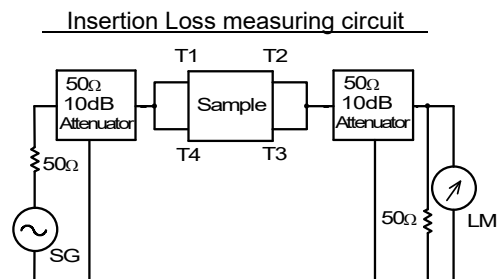 Insertion Loss measuring circuit
T1
T2
50Ω
10dB
Attenuator
Sample
50Ω
10dB
Attenuator
T4
T3
50Ω
50Ω
LM
SG